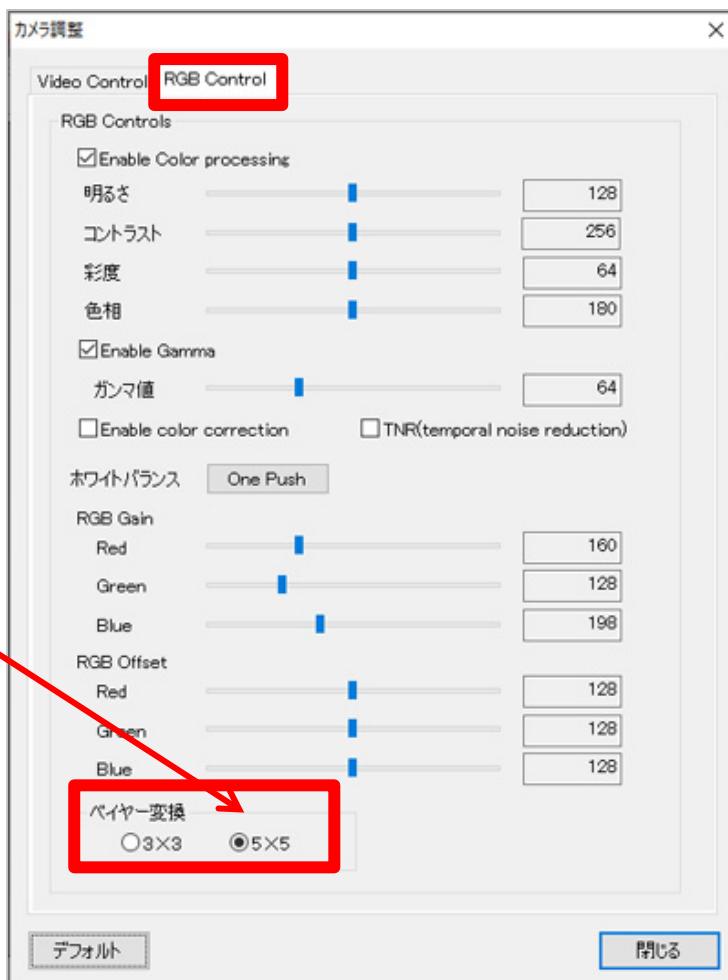 カメラ調整
Video Control RGB Control
RGB Controls
Enable Color processing
明るさ 128
コントラスト 256
彩度 64
色相 180
Enable Gamma
ガンマ値 64
Enable color correction TNR(temporal noise reduction)
ホワイトバランス One Push
RGB Gain
Red 160
Green 128
Blue 198
RGB Offset
Red 128
Green 128
Blue 128
ベイヤー変換
3×3 5×5
デフォルト 閉じる